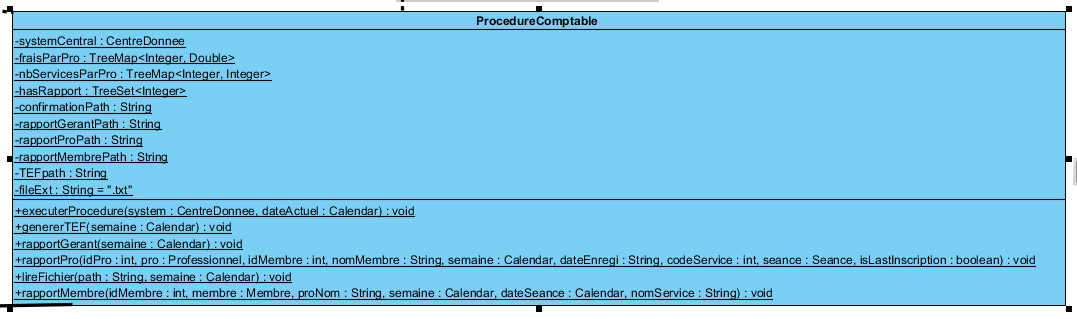 ProcedureComptable
-systemCentral : CentreDonnee
-fraisParPro : TreeMap<Integer, Double>
-nbServicesParPro : TreeMap<Integer, Integer>
-hasRapport : TreeSet<Integer>
-confirmationPath : String
-rapportGerantPath : String
-rapportProPath : String
-rapportMembrePath : String
-TEFpath : String
-fileExt : String = ".txt"
+executerProcedure(system : CentreDonnee, dateActuel : Calendar) : void
+genererTEF(semaine : Calendar) : void
+rapportGerant(semaine : Calendar) : void
+rapportPro(idPro : int, pro : Professionnel, idMembre : int, nomMembre : String, semaine : Calendar, dateEnregi : String, codeService : int, seance : Seance, isLastInscription : boolean) : void
+lireFichier(path : String, semaine : Calendar) : void
+rapportMembre(idMembre : int, membre : Membre, proNom : String, semaine : Calendar, dateSeance : Calendar, nomService : String) : void